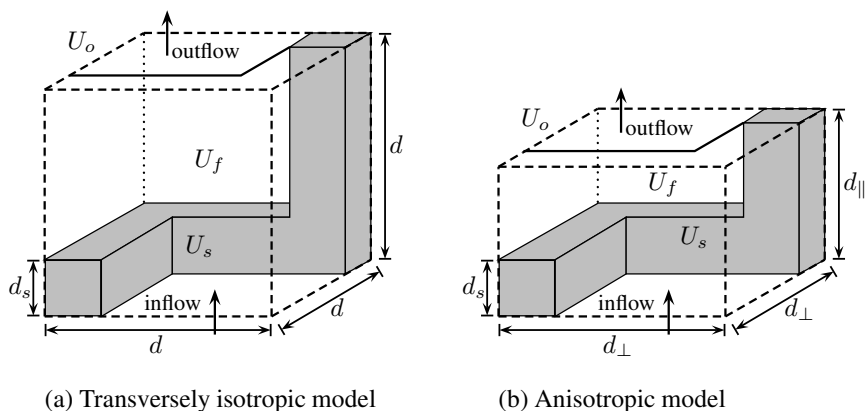 U_o
outflow
U_f
d
U_s
d_s
inflow
d
d
(a) Transversely isotropic model
U_o
outflow
U_f
d_∥
U_s
d_s
inflow
d_⊥
d_⊥
(b) Anisotropic model